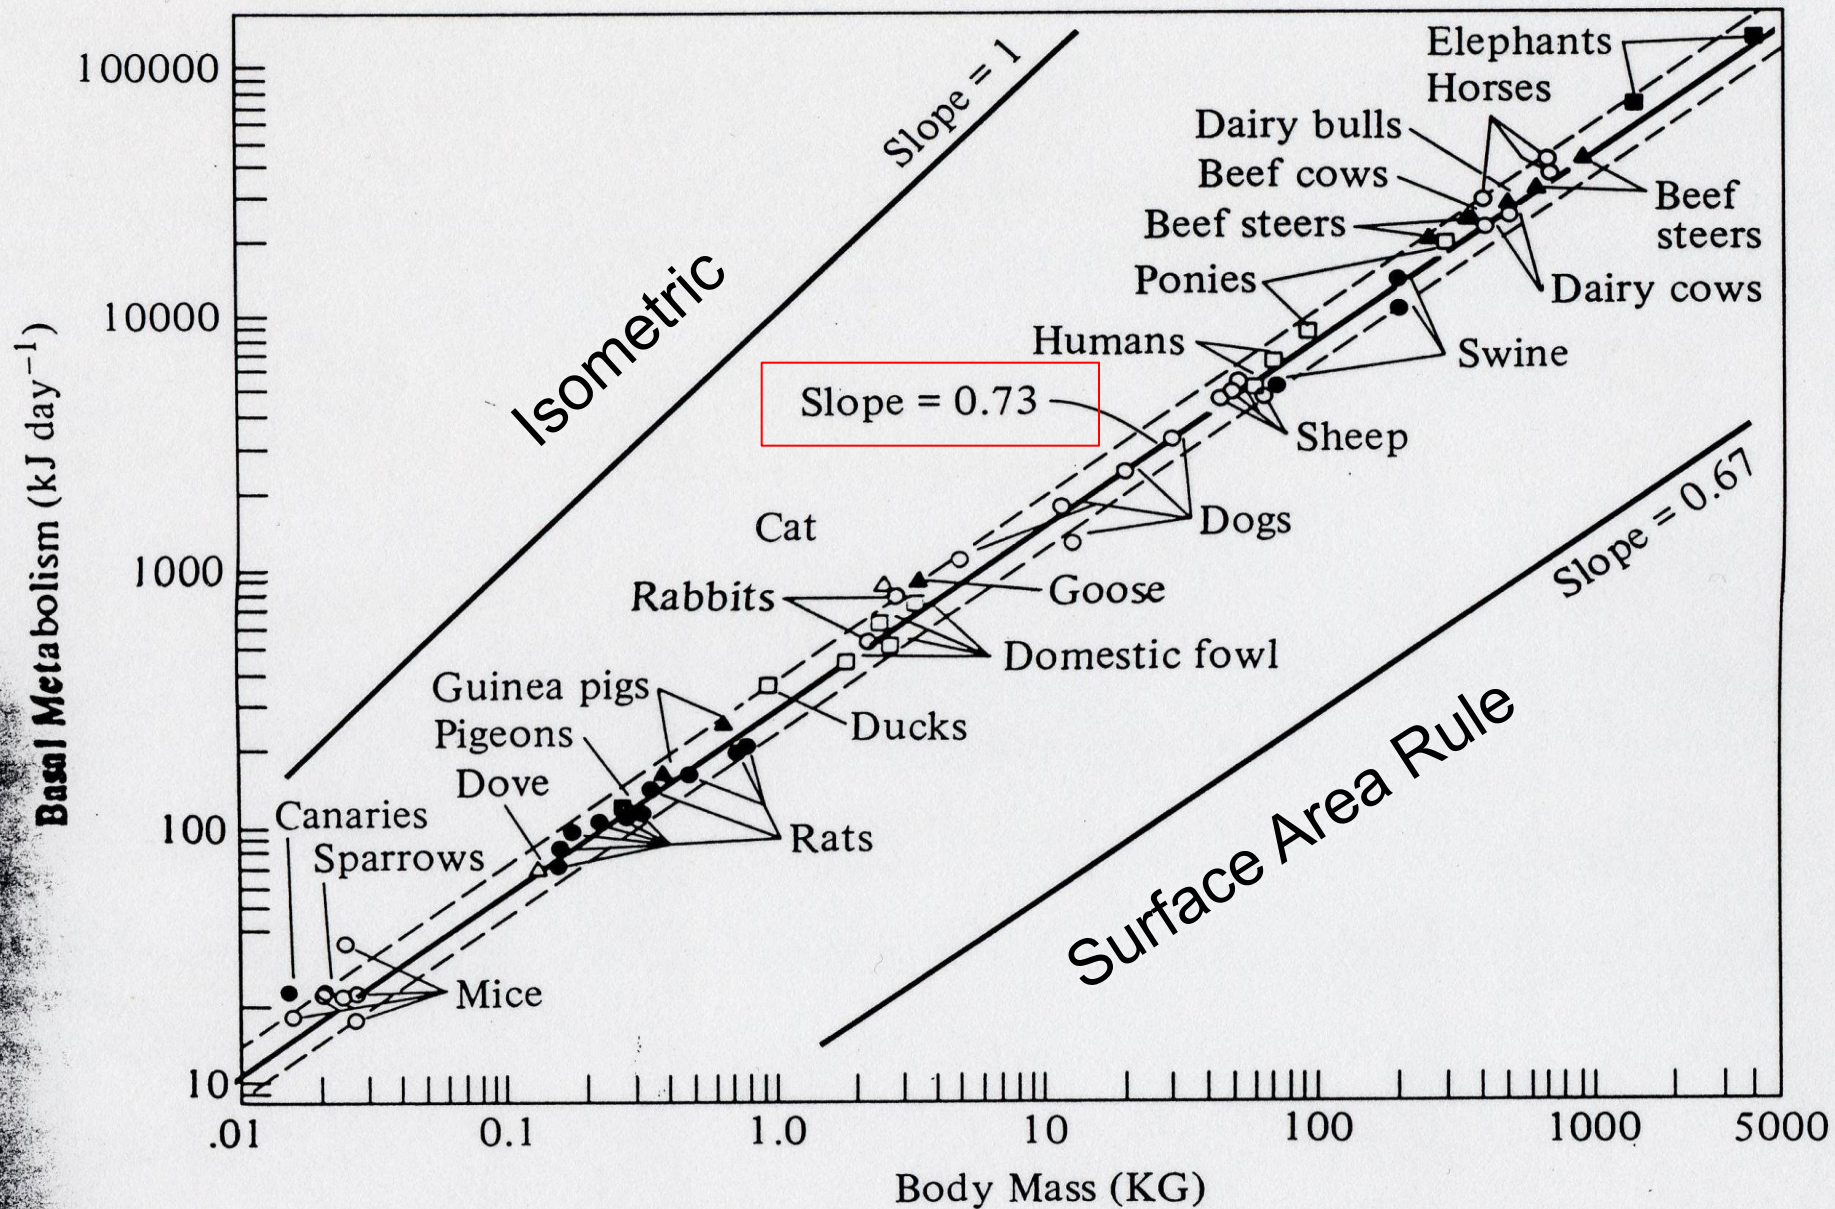 100000
10000
1000
100
10
Basal Metabolism (kJ day⁻¹)
Isometric
Slope = 1
Elephants
Horses
Dairy bulls
Beef cows
Beef steers
Ponies
Humans
Slope = 0.73
Beef
steers
Dairy cows
Swine
Sheep
Dogs
Cat
Goose
Rabbits
Domestic fowl
Guinea pigs
Pigeons
Dove
Ducks
Canaries
Sparrows
Rats
Mice
Slope = 0.67
Surface Area Rule
.01
0.1
1.0
10
100
1000
5000
Body Mass (KG)